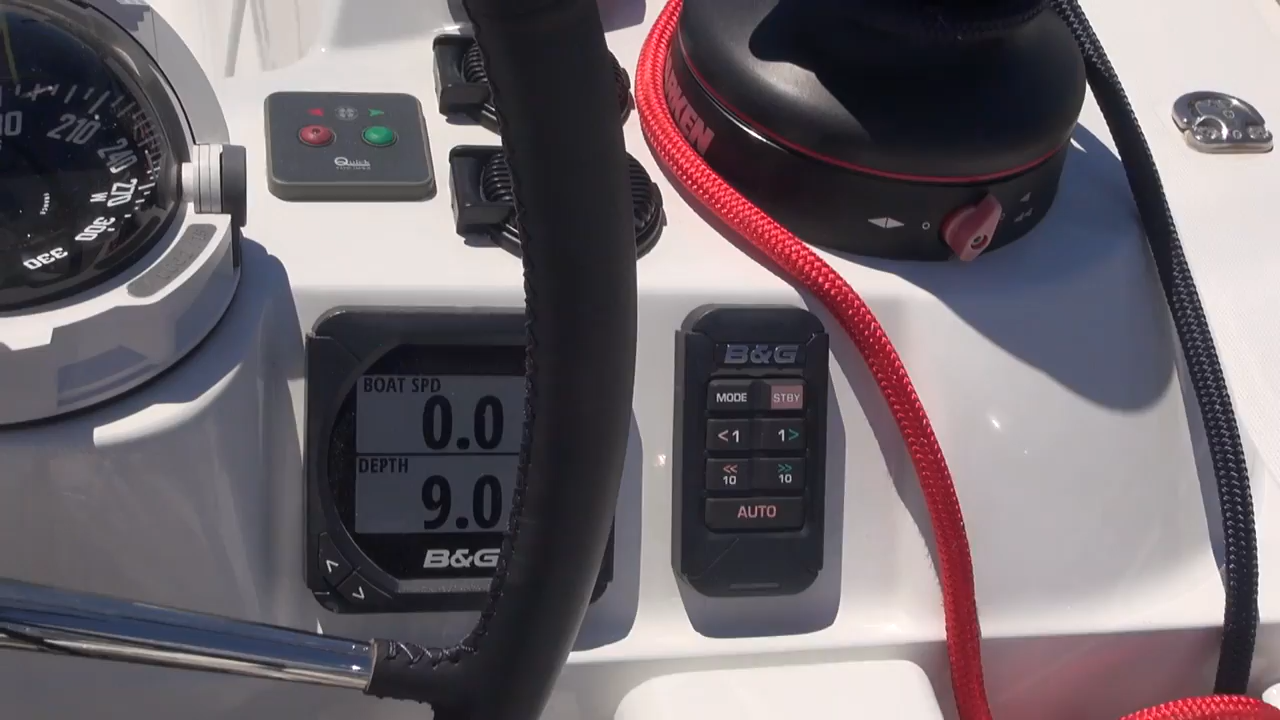 210
240
270
W
300
330
Quick
HARKEN
BOAT SPD
0.0
DEPTH
9.0
B&G
B&G
MODE STBY
<1 1>
<< >>
10 10
AUTO